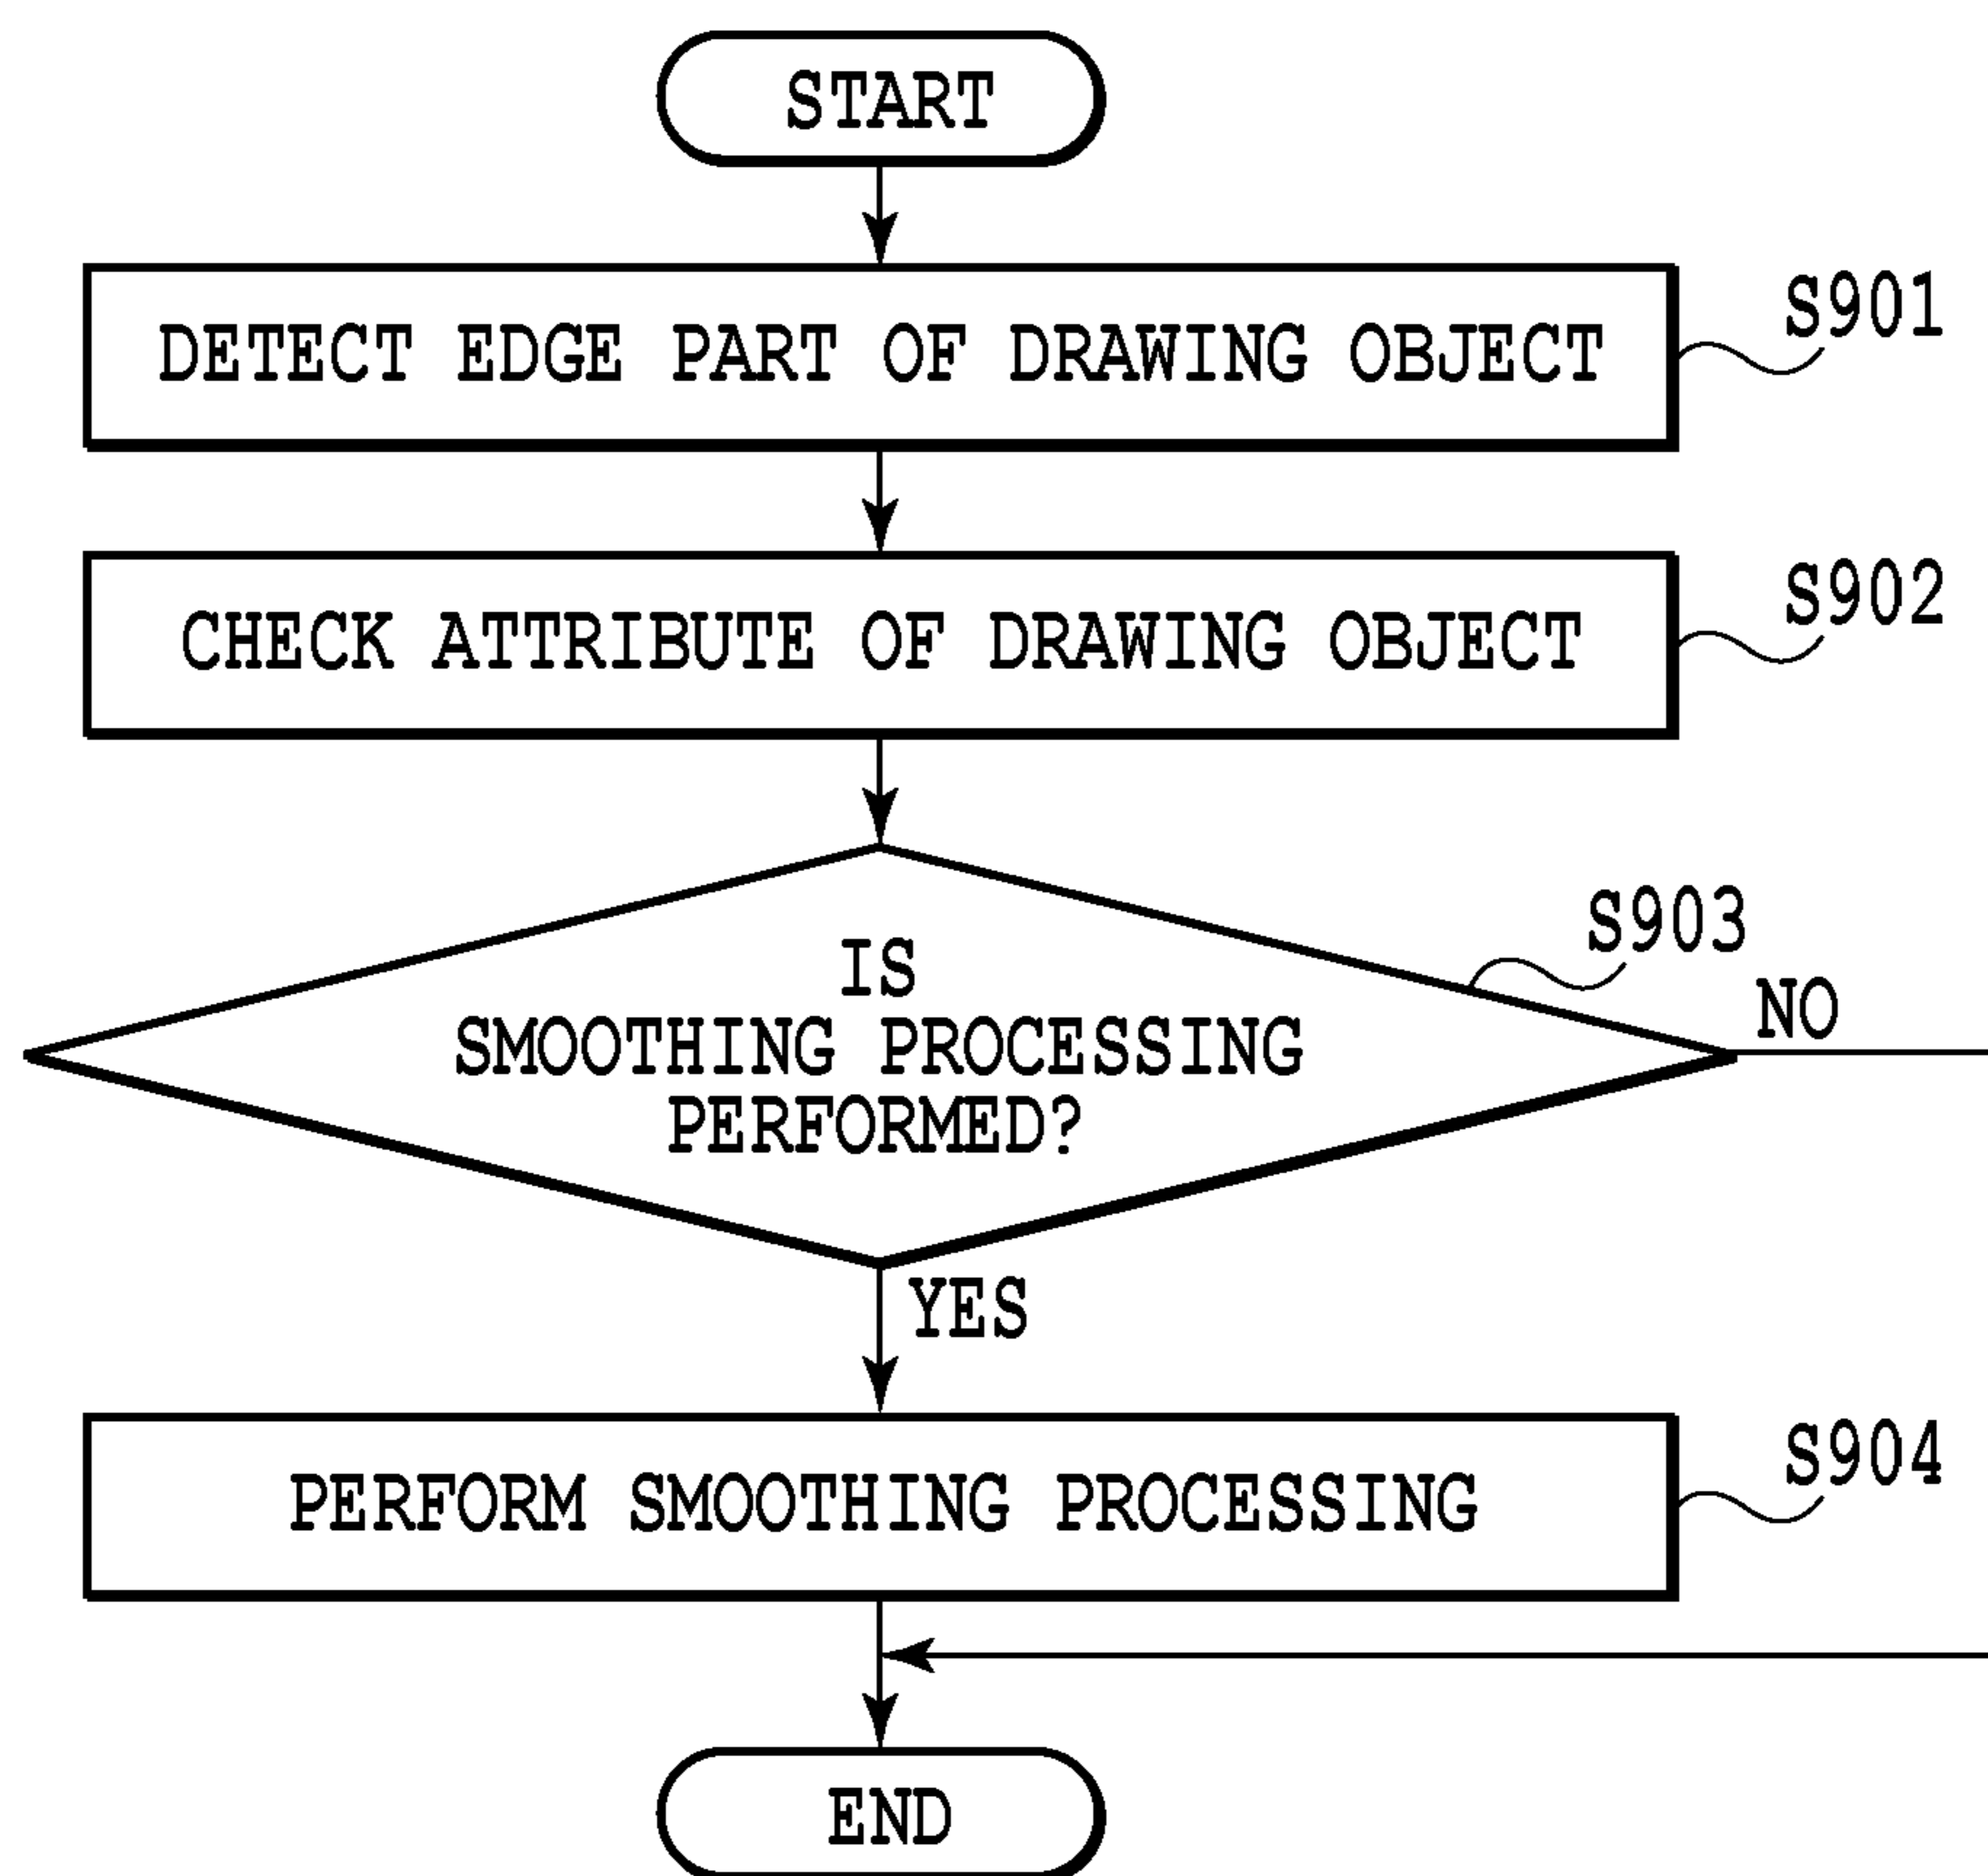 START
DETECT EDGE PART OF DRAWING OBJECT
S901
CHECK ATTRIBUTE OF DRAWING OBJECT
S902
S903
IS
SMOOTHING PROCESSING
PERFORMED?
NO
YES
PERFORM SMOOTHING PROCESSING
S904
END